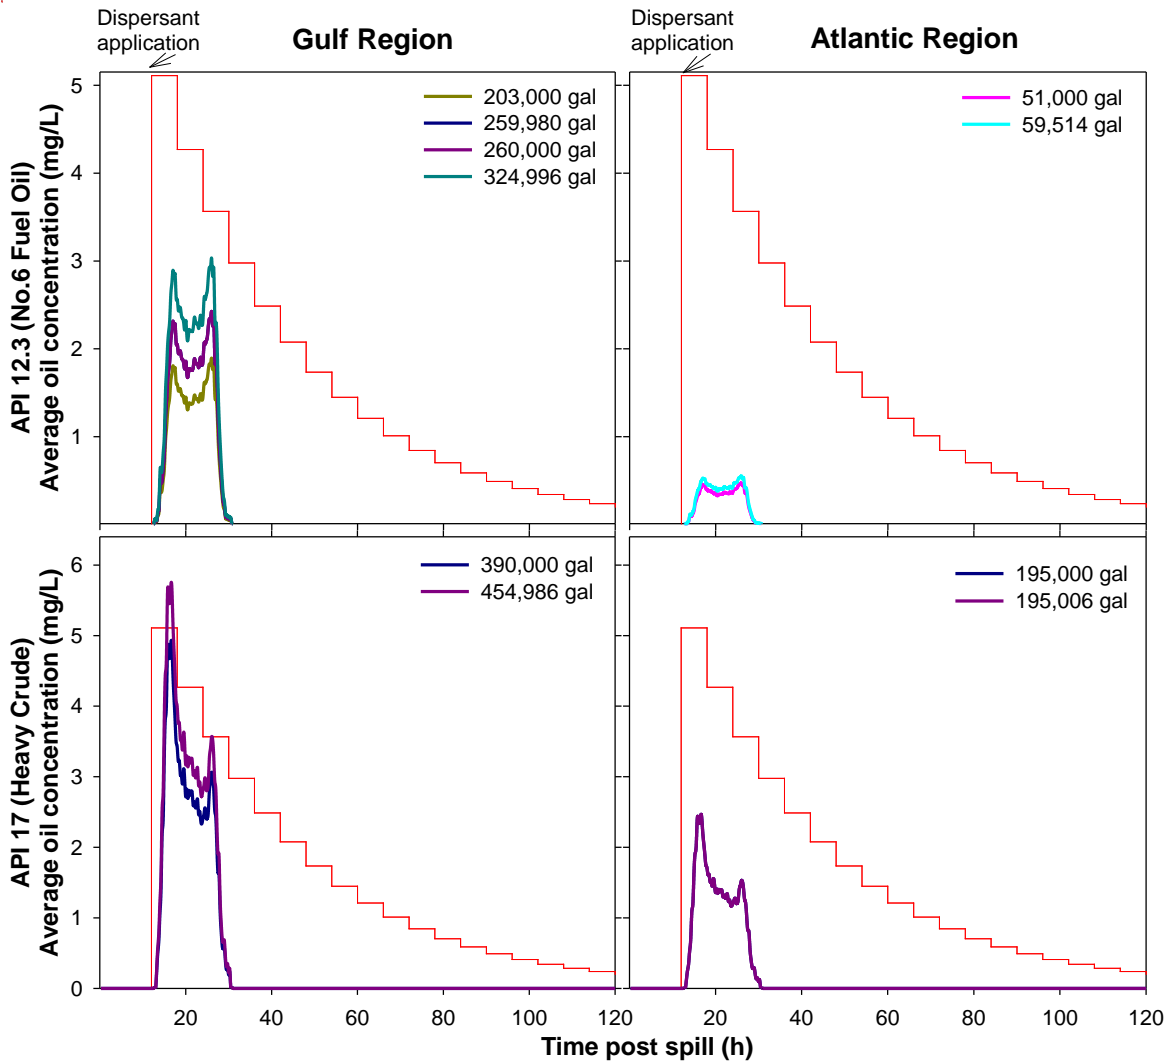 Dispersant
application
Gulf Region
Dispersant
application
Atlantic Region
API 12.3 (No.6 Fuel Oil)
Average oil concentration (mg/L)
5
4
3
2
1
203,000 gal
259,980 gal
260,000 gal
324,996 gal
51,000 gal
59,514 gal
API 17 (Heavy Crude)
Average oil concentration (mg/L)
6
5
4
3
2
1
0
390,000 gal
454,986 gal
195,000 gal
195,006 gal
20 40 60 80 100 120
20 40 60 80 100 120
Time post spill (h)